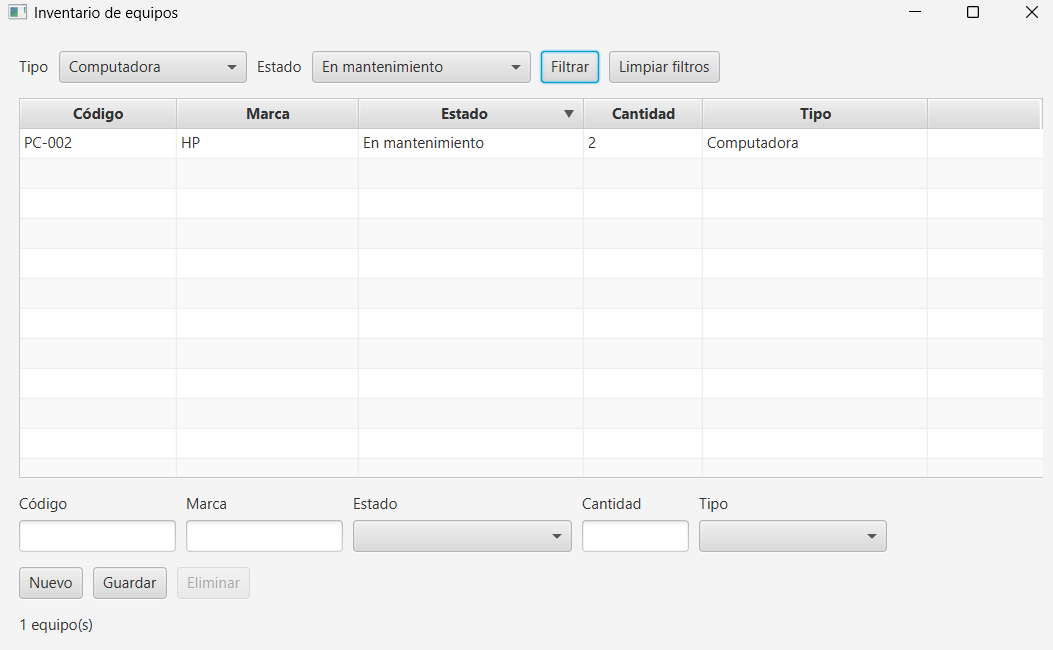 Inventario de equipos
Tipo Computadora Estado En mantenimiento Filtrar Limpiar filtros
Código Marca Estado Cantidad Tipo
PC-002 HP En mantenimiento 2 Computadora
Código Marca Estado Cantidad Tipo
Nuevo Guardar Eliminar
1 equipo(s)